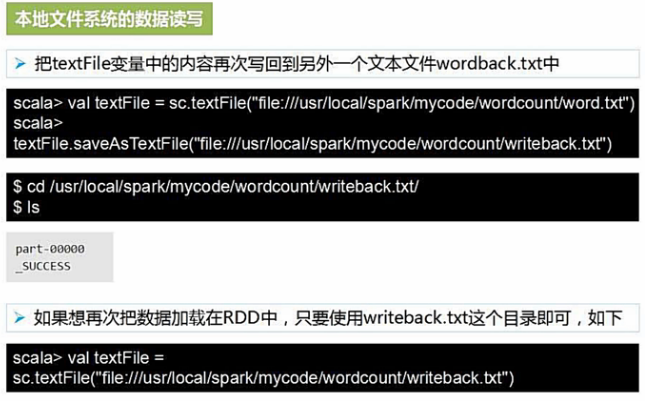 本地文件系统的数据读写
➢ 把textFile变量中的内容再次写回到另外一个文本文件wordback.txt中
scala> val textFile = sc.textFile("file:///usr/local/spark/mycode/wordcount/word.txt")
scala>
textFile.saveAsTextFile("file:///usr/local/spark/mycode/wordcount/writeback.txt")
$ cd /usr/local/spark/mycode/wordcount/writeback.txt/
$ ls
part-00000
_SUCCESS
➢ 如果想再次把数据加载在RDD中，只要使用writeback.txt这个目录即可，如下
scala> val textFile =
sc.textFile("file:///usr/local/spark/mycode/wordcount/writeback.txt")